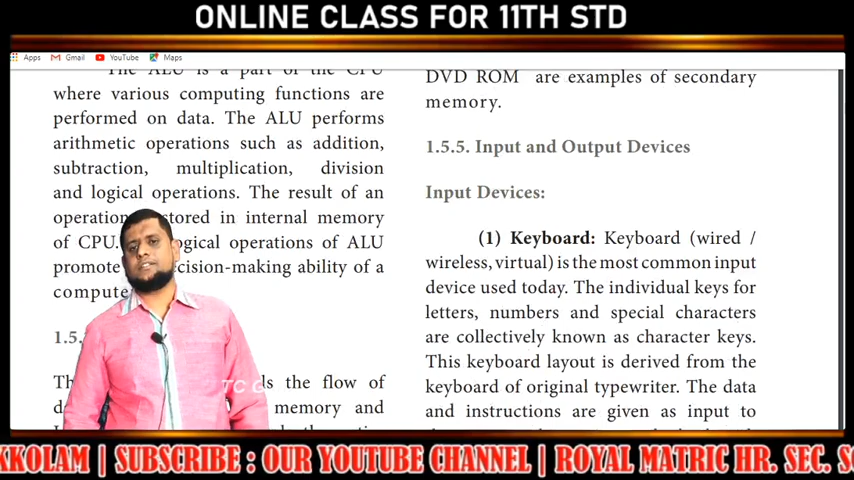 ONLINE CLASS FOR 11TH STD
Apps Gmail YouTube Maps
The ALU is a part of the CPU
where various computing functions are
performed on data. The ALU performs
arithmetic operations such as addition,
subtraction, multiplication, division
and logical operations. The result of an
operation stored in internal memory
of CPU. ogical operations of ALU
promote cision-making ability of a
compute
1.5.
Th ls the flow of
d memory and
DVD ROM are examples of secondary
memory.
1.5.5. Input and Output Devices
Input Devices:
(1) Keyboard: Keyboard (wired /
wireless, virtual) is the most common input
device used today. The individual keys for
letters, numbers and special characters
are collectively known as character keys.
This keyboard layout is derived from the
keyboard of original typewriter. The data
and instructions are given as input to
KKOLAM | SUBSCRIBE : OUR YOUTUBE CHANNEL | ROYAL MATRIC HR. SEC. S